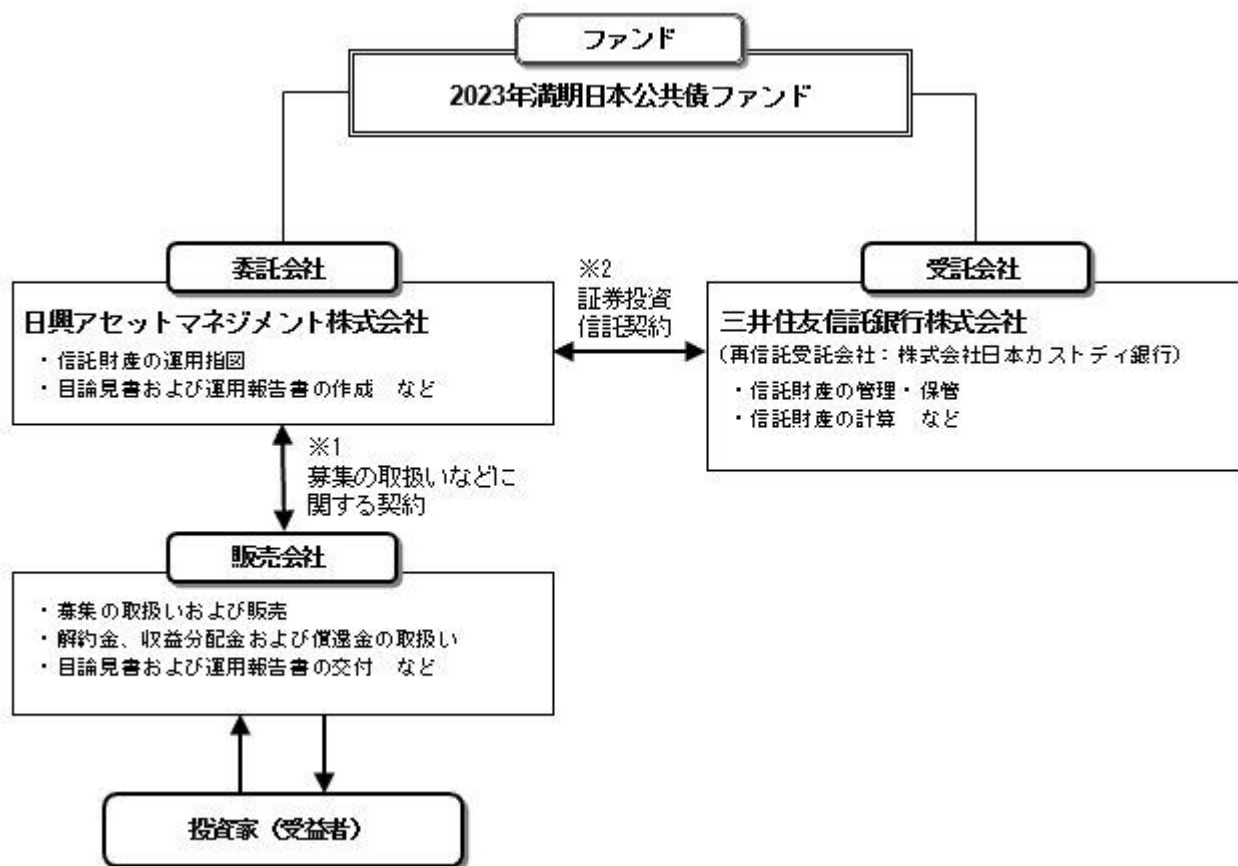 ファンド
2023年満期日本公共債ファンド
委託会社
日興アセットマネジメント株式会社
・信託財産の運用指図
・目論見書および運用報告書の作成　など
※2
証券投資
信託契約
受託会社
三井住友信託銀行株式会社
(再信託受託会社：株式会社日本カストディ銀行)
・信託財産の管理・保管
・信託財産の計算　など
※1
募集の取扱いなどに
関する契約
販売会社
・募集の取扱いおよび販売
・解約金、収益分配金および償還金の取扱い
・目論見書および運用報告書の交付　など
投資家（受益者）